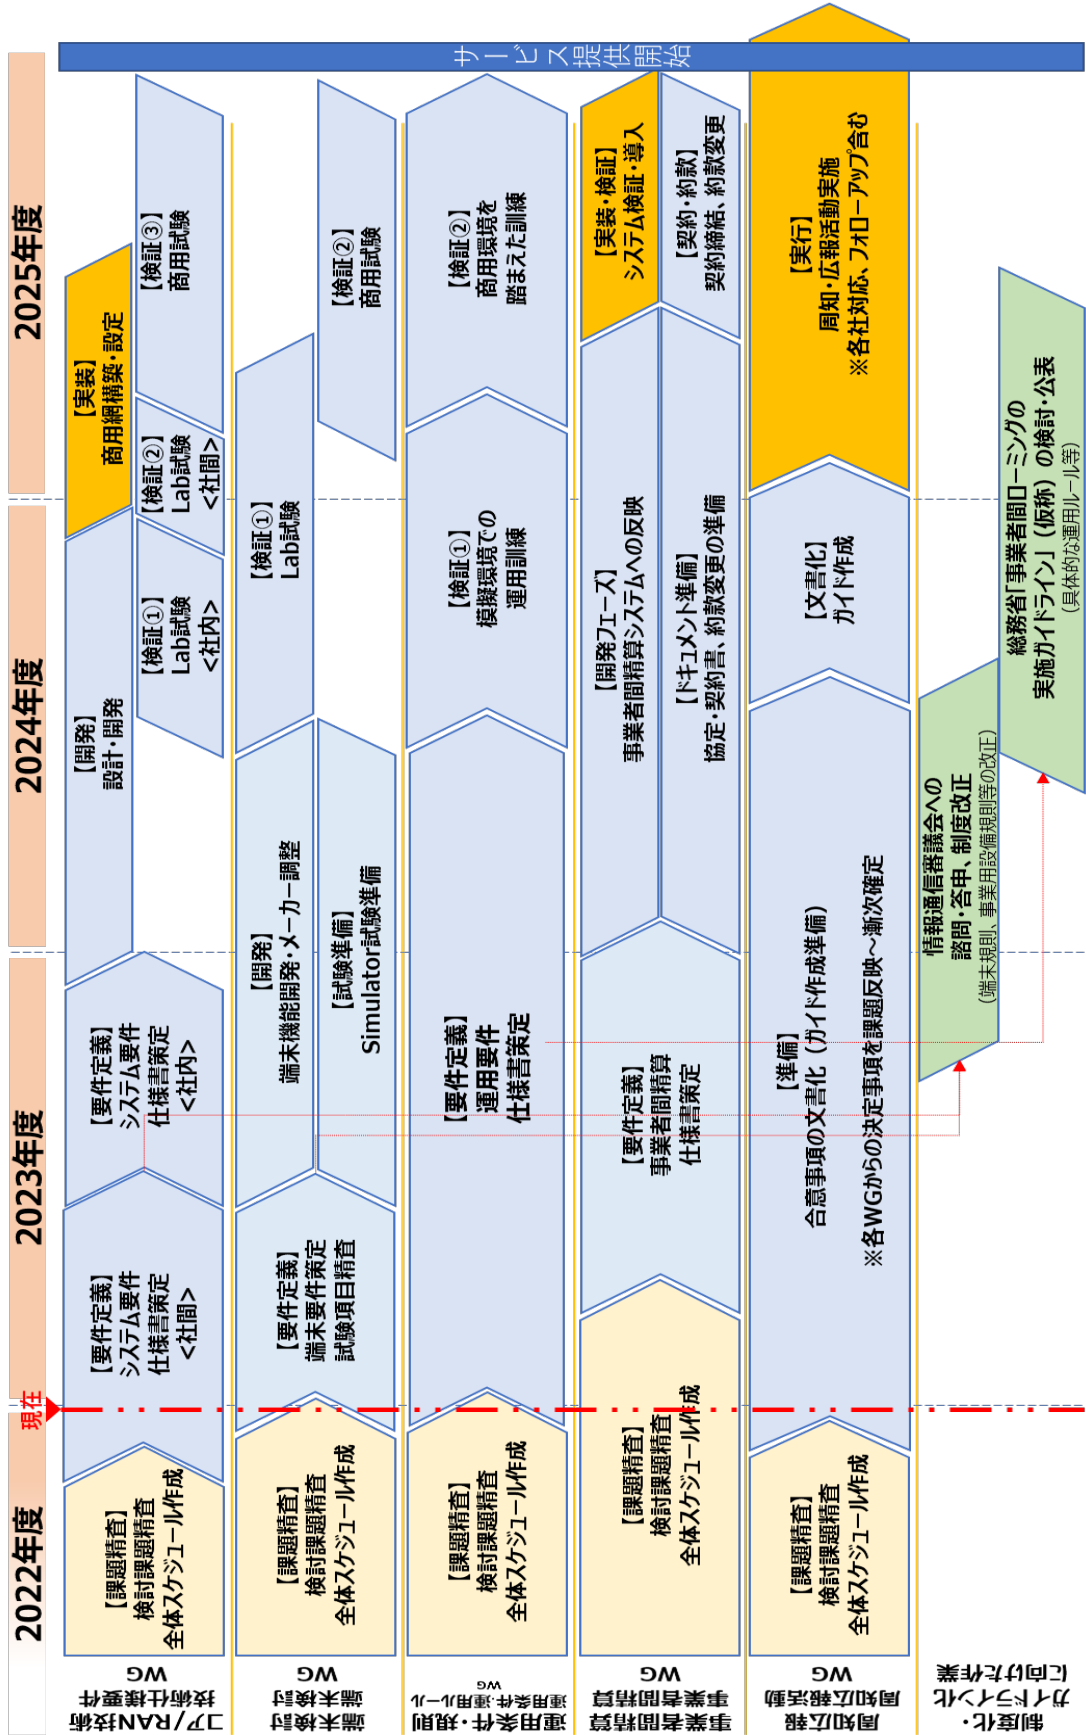 2022年度
2023年度
2024年度
2025年度
現在
サービス提供開始
コア/RAN技術
技術仕様要件
WG
【課題精査】
検討課題精査
全体スケジュール作成
【要件定義】
システム要件
仕様書策定
<社間>
【要件定義】
システム要件
仕様書策定
<社内>
【開発】
設計・開発
【実装】
商用網構築・設定
【検証①】
Lab試験
<社内>
【検証②】
Lab試験
<社間>
【検証③】
商用試験
端末検討
端末検討
WG
【課題精査】
検討課題精査
全体スケジュール作成
【要件定義】
端末要件策定
試験項目精査
【開発】
端末機能開発・メーカー調整
【試験準備】
Simulator試験準備
【検証①】
Lab試験
【検証②】
商用試験
運用条件・規則
運用条件・運用ルール
WG
【課題精査】
検討課題精査
全体スケジュール作成
【要件定義】
運用要件
仕様書策定
【検証①】
模擬環境での
運用訓練
【検証②】
商用環境を
踏まえた訓練
事業者間精算
事業者間精算
WG
【課題精査】
検討課題精査
全体スケジュール作成
【要件定義】
事業者間精算
仕様書策定
【開発フェーズ】
事業者間精算システムへの反映
【ドキュメント準備】
協定・契約書、約款変更の準備
【実装・検証】
システム検証・導入
【契約・約款】
契約締結、約款変更
周知広報
周知広報活動
WG
【課題精査】
検討課題精査
全体スケジュール作成
【準備】
合意事項の文書化（ガイド作成準備）
※各WGからの決定事項を課題反映～漸次確定
【文書化】
ガイド作成
【実行】
周知・広報活動実施
※各社対応、フォローアップ含む
制度化・
ガイドライン化
に向けた作業
情報通信審議会への
諮問・答申、制度改正
（端末規則、事業用設備規則等の改正）
総務省「事業者間ローミングの
実施ガイドライン」（仮称）の検討・公表
（具体的な運用ルール等）